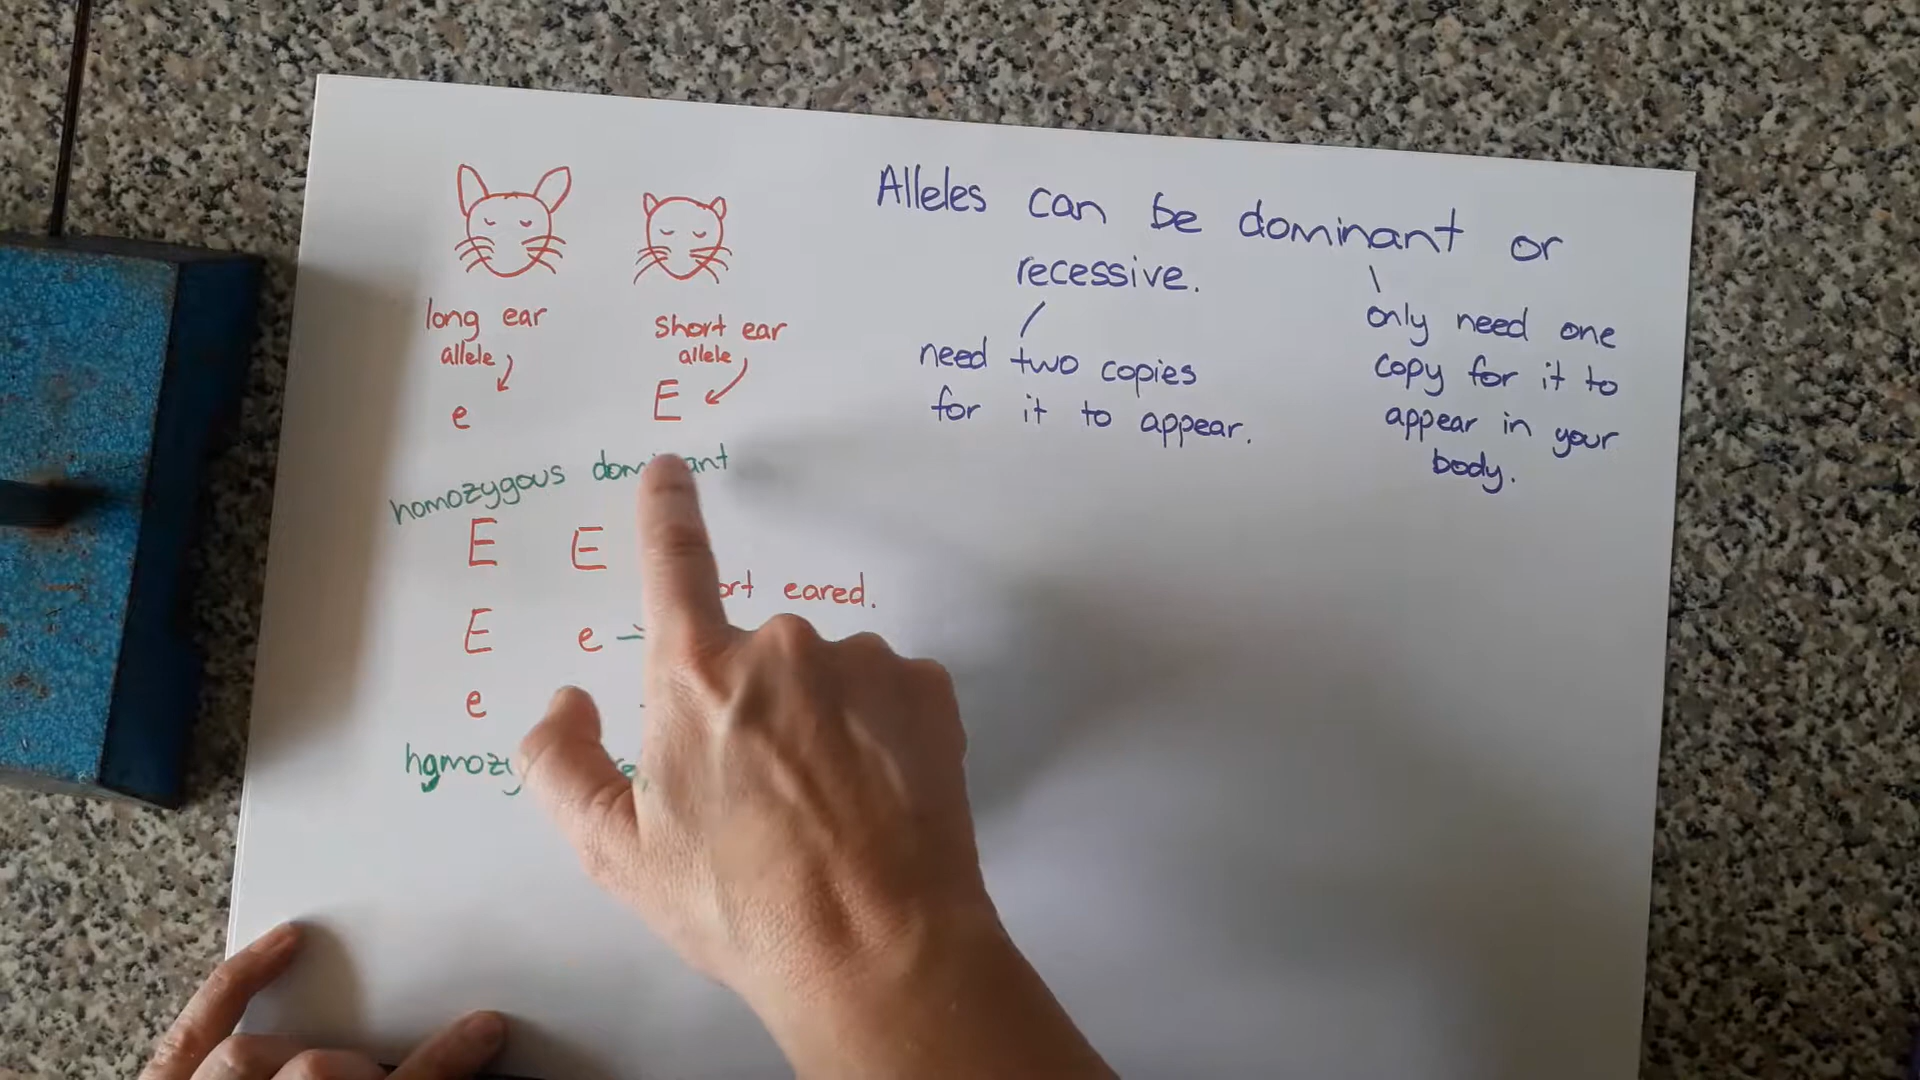 Alleles can be dominant or
recessive.
need two copies
for it to appear.
only need one
copy for it to
appear in your
body.
long ear
allele
e
short ear
allele
E
homozygous
E E
eared.
E e
e